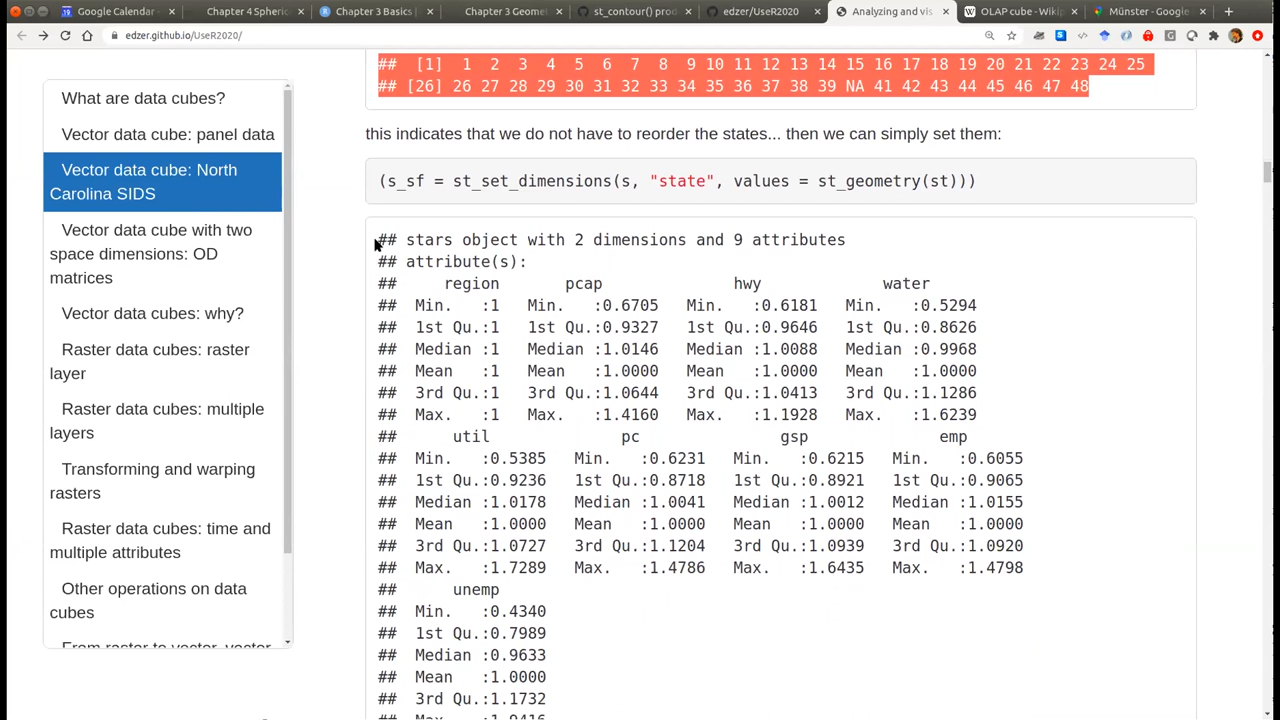 Google Calendar
Chapter 4 Spheric
Chapter 3 Basics |
Chapter 3 Geome
st_contour() prod
edzer/UseR2020
Analyzing and vis
OLAP cube - Wiki
Münster - Google
edzer.github.io/UseR2020/
What are data cubes?
Vector data cube: panel data
Vector data cube: North
Carolina SIDS
Vector data cube with two
space dimensions: OD
matrices
Vector data cubes: why?
Raster data cubes: raster
layer
Raster data cubes: multiple
layers
Transforming and warping
rasters
Raster data cubes: time and
multiple attributes
Other operations on data
cubes
From raster to vector, vector
##  [1]  1  2  3  4  5  6  7  8  9 10 11 12 13 14 15 16 17 18 19 20 21 22 23 24 25
## [26] 26 27 28 29 30 31 32 33 34 35 36 37 38 39 NA 41 42 43 44 45 46 47 48
this indicates that we do not have to reorder the states... then we can simply set them:
(s_sf = st_set_dimensions(s, "state", values = st_geometry(st)))
## stars object with 2 dimensions and 9 attributes
## attribute(s):
##     region      pcap             hwy            water
##  Min.   :1   Min.   :0.6705   Min.   :0.6181   Min.   :0.5294
##  1st Qu.:1   1st Qu.:0.9327   1st Qu.:0.9646   1st Qu.:0.8626
##  Median :1   Median :1.0146   Median :1.0088   Median :0.9968
##  Mean   :1   Mean   :1.0000   Mean   :1.0000   Mean   :1.0000
##  3rd Qu.:1   3rd Qu.:1.0644   3rd Qu.:1.0413   3rd Qu.:1.1286
##  Max.   :1   Max.   :1.4160   Max.   :1.1928   Max.   :1.6239
##      util             pc              gsp             emp
##  Min.   :0.5385   Min.   :0.6231   Min.   :0.6215   Min.   :0.6055
##  1st Qu.:0.9236   1st Qu.:0.8718   1st Qu.:0.8921   1st Qu.:0.9065
##  Median :1.0178   Median :1.0041   Median :1.0012   Median :1.0155
##  Mean   :1.0000   Mean   :1.0000   Mean   :1.0000   Mean   :1.0000
##  3rd Qu.:1.0727   3rd Qu.:1.1204   3rd Qu.:1.0939   3rd Qu.:1.0920
##  Max.   :1.7289   Max.   :1.4786   Max.   :1.6435   Max.   :1.4798
##      unemp
##  Min.   :0.4340
##  1st Qu.:0.7989
##  Median :0.9633
##  Mean   :1.0000
##  3rd Qu.:1.1732